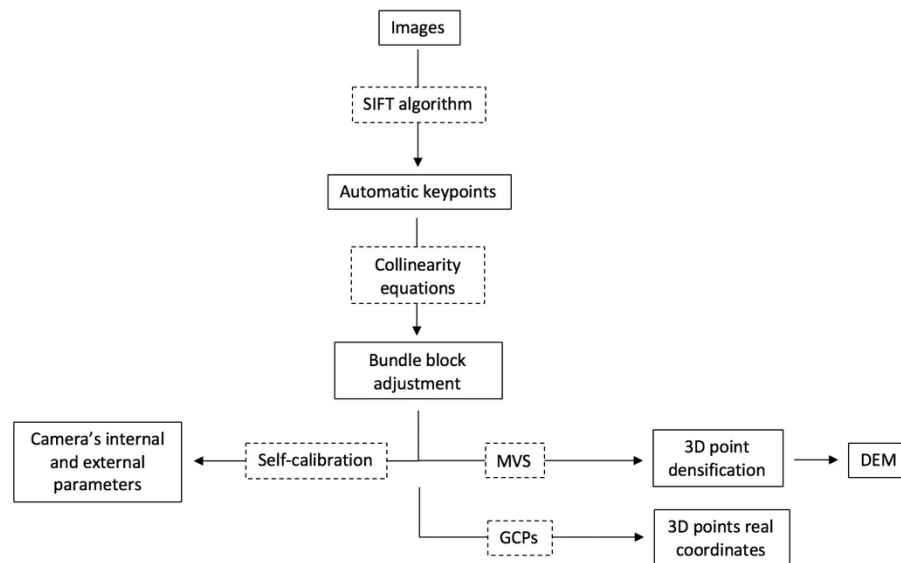 Images
SIFT algorithm
Automatic keypoints
Collinearity
equations
Bundle block
adjustment
Camera's internal
and external
parameters
Self-calibration
MVS
3D point
densification
DEM
GCPs
3D points real
coordinates